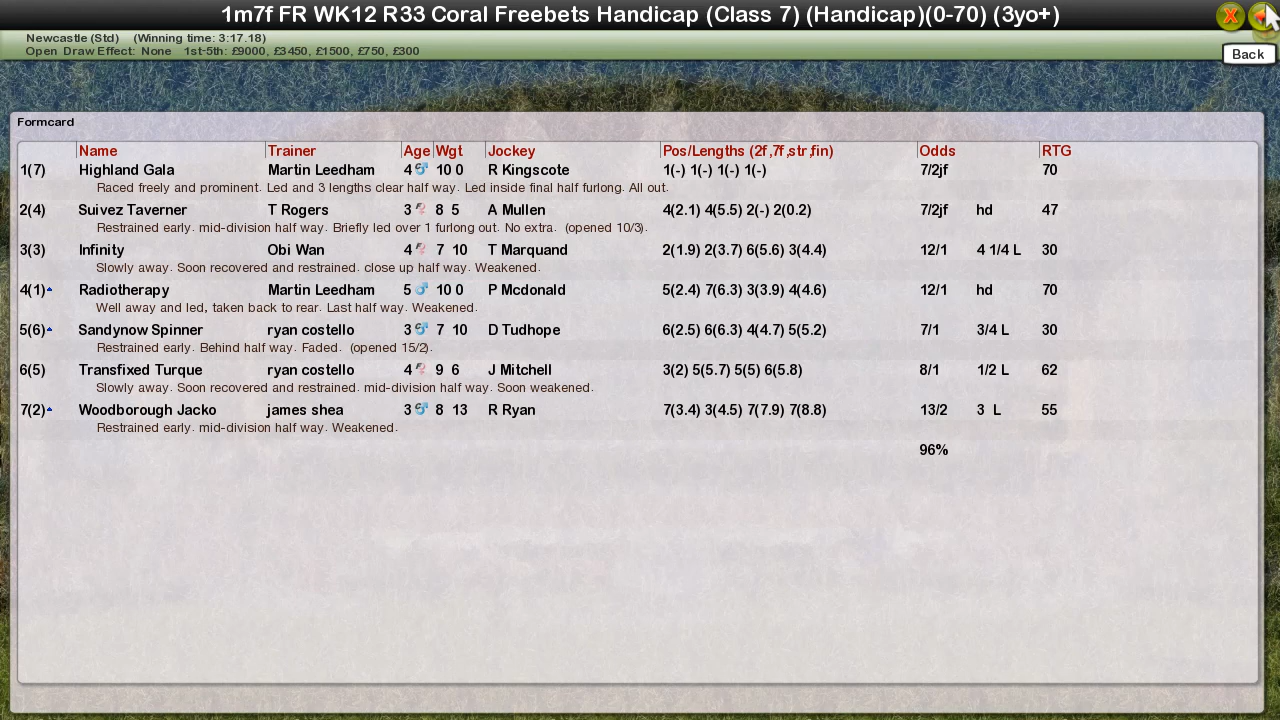 1m7f FR WK12 R33 Coral Freebets Handicap (Class 7) (Handicap)(0-70) (3yo+)
X
Newcastle (Std) (Winning time: 3:17.18)
Open Draw Effect: None 1st-5th: £9000, £3450, £1500, £750, £300
Back
Formcard
Name Trainer Age Wgt Jockey Pos/Lengths (2f,7f,str,fin) Odds RTG
1(7) Highland Gala Martin Leedham 4 10 0 R Kingscote 1(-) 1(-) 1(-) 1(-) 7/2jf 70
Raced freely and prominent. Led and 3 lengths clear half way. Led inside final half furlong. All out.
2(4) Suivez Taverner T Rogers 3 8 5 A Mullen 4(2.1) 4(5.5) 2(-) 2(0.2) 7/2jf hd 47
Restrained early. mid-division half way. Briefly led over 1 furlong out. No extra. (opened 10/3).
3(3) Infinity Obi Wan 4 7 10 T Marquand 2(1.9) 2(3.7) 6(5.6) 3(4.4) 12/1 4 1/4 L 30
Slowly away. Soon recovered and restrained. close up half way. Weakened.
4(1) Radiotherapy Martin Leedham 5 10 0 P Mcdonald 5(2.4) 7(6.3) 3(3.9) 4(4.6) 12/1 hd 70
Well away and led, taken back to rear. Last half way. Weakened.
5(6) Sandynow Spinner ryan costello 3 7 10 D Tudhope 6(2.5) 6(6.3) 4(4.7) 5(5.2) 7/1 3/4 L 30
Restrained early. Behind half way. Faded. (opened 15/2).
6(5) Transfixed Turque ryan costello 4 9 6 J Mitchell 3(2) 5(5.7) 5(5) 6(5.8) 8/1 1/2 L 62
Slowly away. Soon recovered and restrained. mid-division half way. Soon weakened.
7(2) Woodborough Jacko james shea 3 8 13 R Ryan 7(3.4) 3(4.5) 7(7.9) 7(8.8) 13/2 3 L 55
Restrained early. mid-division half way. Weakened.
96%